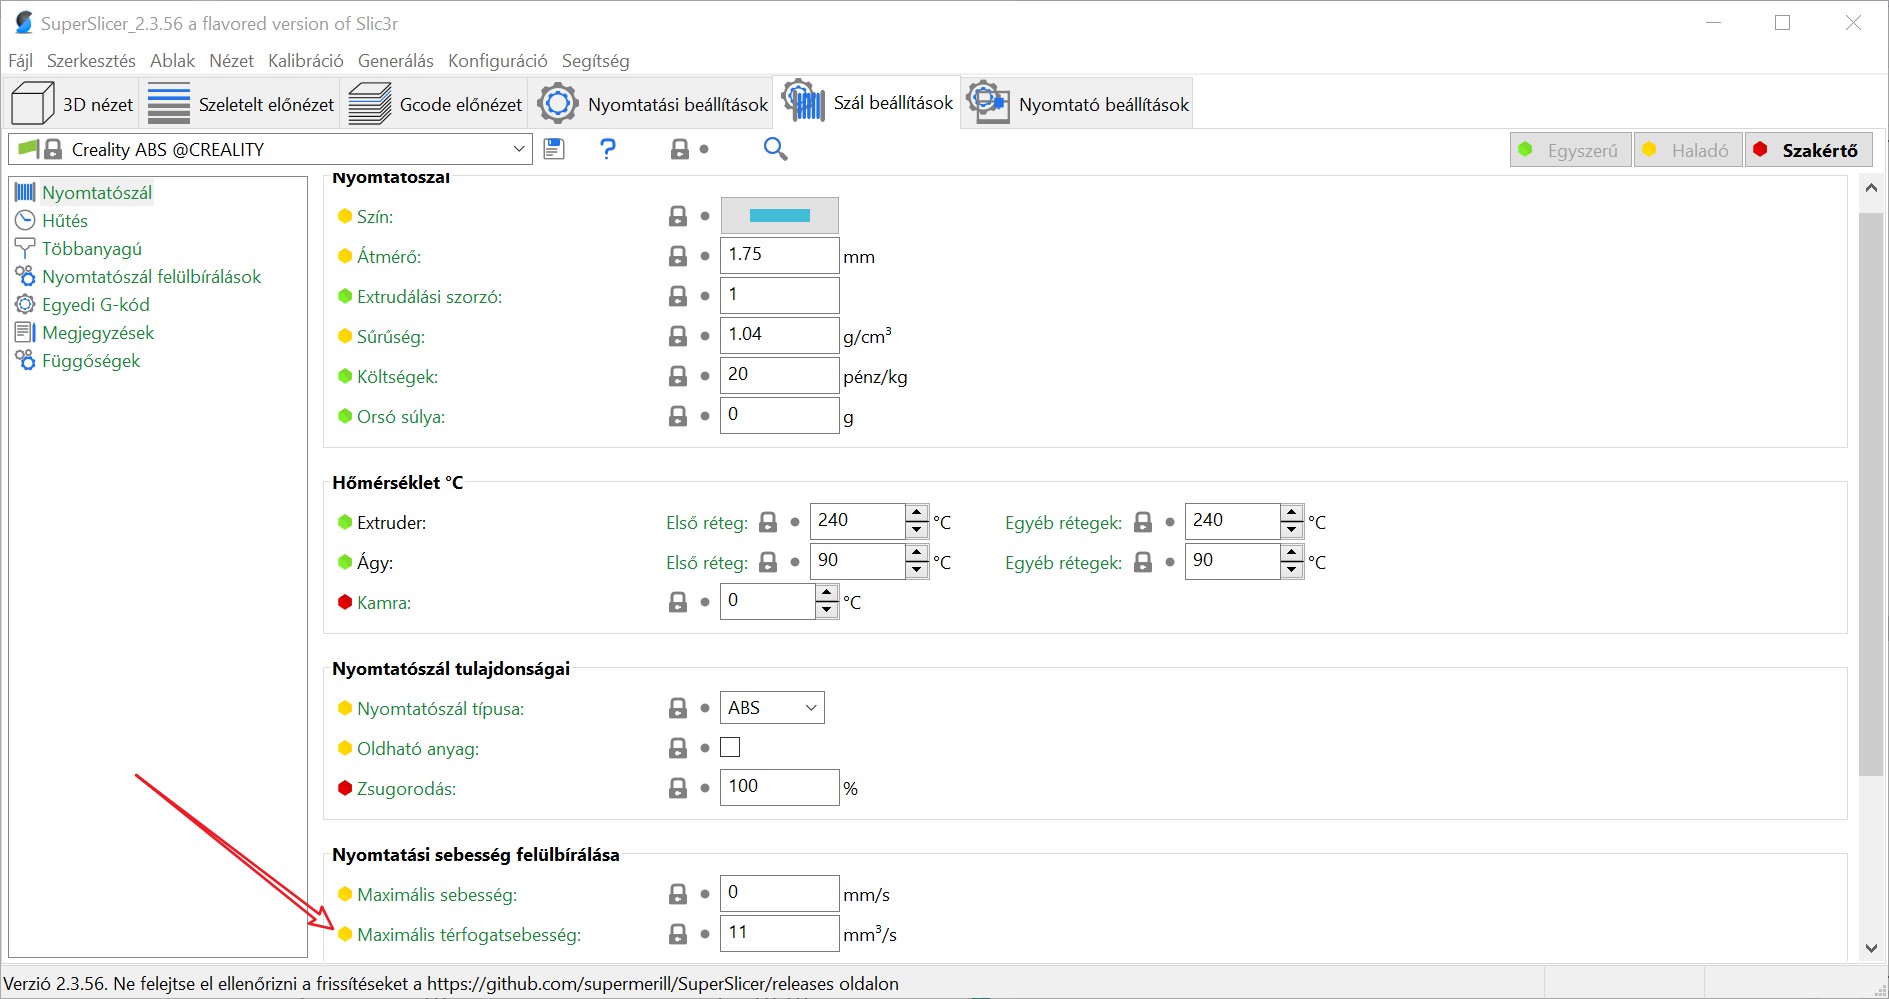 SuperSlicer_2.3.56 a flavored version of Slic3r
Fájl Szerkesztés Ablak Nézet Kalibráció Generálás Konfiguráció Segítség
3D nézet Szeletelt előnézet Gcode előnézet Nyomtatási beállítások Szál beállítások Nyomtató beállítások
Creality ABS @CREALITY ? Egyszerű Haladó Szakértő
Nyomtatószál
Hűtés
Többanyagú
Nyomtatószál felülbírálások
Egyedi G-kód
Megjegyzések
Függőségek
Nyomtatószál
Szín:
Átmérő: 1.75 mm
Extrudálási szorzó: 1
Sűrűség: 1.04 g/cm³
Költségek: 20 pénz/kg
Orsó súlya: 0 g
Hőmérséklet °C
Extruder: Első réteg: 240 °C Egyéb rétegek: 240 °C
Ágy: Első réteg: 90 °C Egyéb rétegek: 90 °C
Kamra: 0 °C
Nyomtatószál tulajdonságai
Nyomtatószál típusa: ABS
Oldható anyag:
Zsugorodás: 100 %
Nyomtatási sebesség felülbírálása
Maximális sebesség: 0 mm/s
Maximális térfogatsebesség: 11 mm³/s
Verzió 2.3.56. Ne felejtse el ellenőrizni a frissítéseket a https://github.com/supermerill/SuperSlicer/releases oldalon